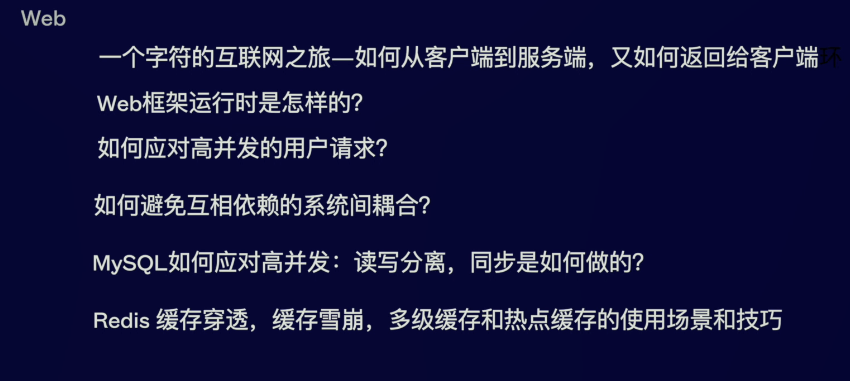 Web
一个字符的互联网之旅—如何从客户端到服务端，又如何返回给客户端环
Web框架运行时是怎样的？
如何应对高并发的用户请求？
如何避免互相依赖的系统间耦合？
MySQL如何应对高并发：读写分离，同步是如何做的？
Redis 缓存穿透，缓存雪崩，多级缓存和热点缓存的使用场景和技巧